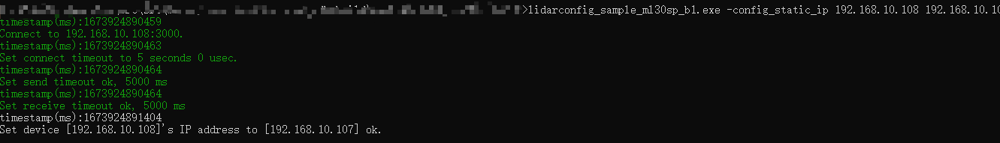 >lidarconfig_sample_ml30sp_b1.exe -config_static_ip 192.168.10.108 192.168.10.10
timestamp(ms):1673924890459
Connect to 192.168.10.108:3000.
timestamp(ms):1673924890463
Set connect timeout to 5 seconds 0 usec.
timestamp(ms):1673924890464
Set send timeout ok, 5000 ms
timestamp(ms):1673924890464
Set receive timeout ok, 5000 ms
timestamp(ms):1673924891404
Set device [192.168.10.108]'s IP address to [192.168.10.107] ok.